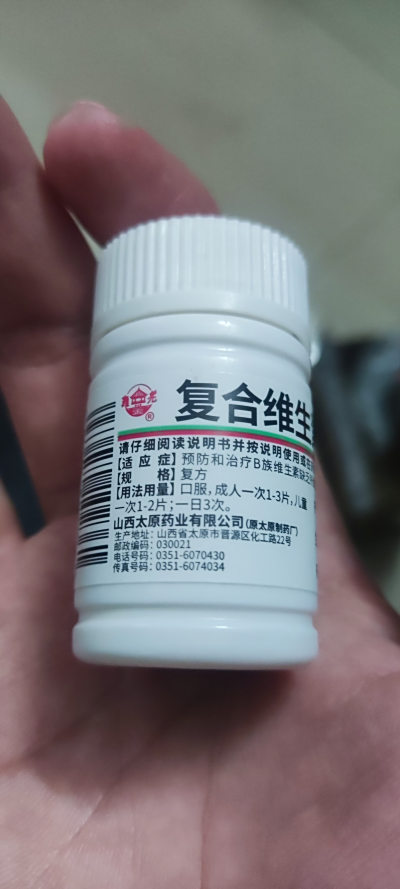 复合维生
请仔细阅读说明书并按说明使用或在
【适 应 症】预防和治疗B族维生素缺乏
【规 格】复方
【用法用量】口服,成人一次1-3片,儿童
一次1-2片;一日3次。
山西太原药业有限公司(原太原制药厂)
生产地址:山西省太原市晋源区化工路22号
邮政编码:030021
电话号码:0351-6070430
传真号码:0351-6074034